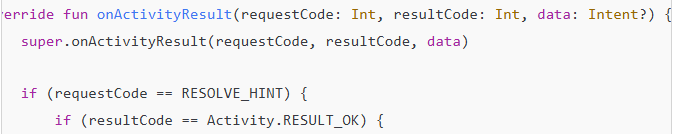 erride fun onActivityResult(requestCode: Int, resultCode: Int, data: Intent?) {
super.onActivityResult(requestCode, resultCode, data)
if (requestCode == RESOLVE_HINT) {
if (resultCode == Activity.RESULT_OK) {